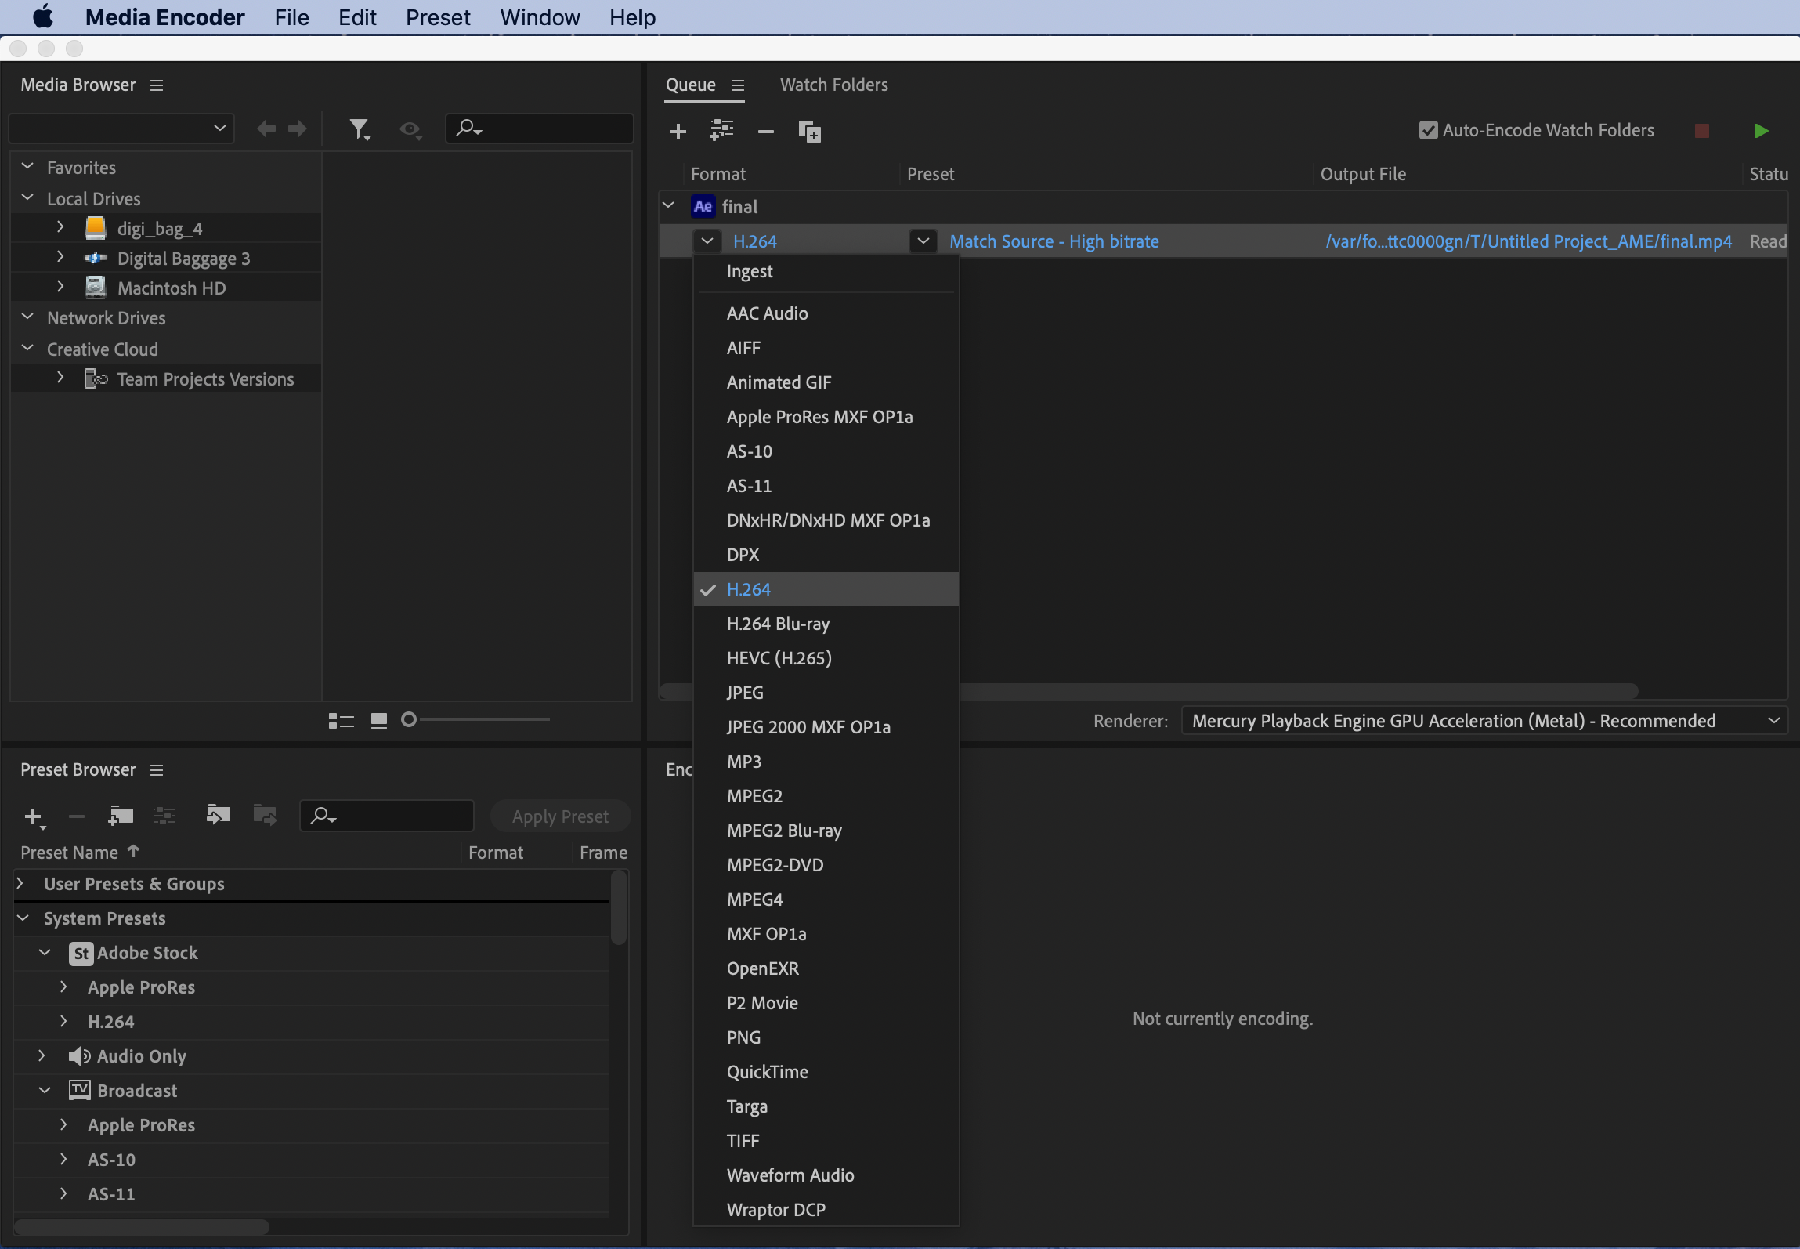 Media Encoder File Edit Preset Window Help
Media Browser
Favorites
Local Drives
digi_bag_4
Digital Baggage 3
Macintosh HD
Network Drives
Creative Cloud
Team Projects Versions
Queue Watch Folders
Auto-Encode Watch Folders
Format Preset Output File Statu
Ae final
H.264 Match Source - High bitrate /var/fo...ttc0000gn/T/Untitled Project_AME/final.mp4 Read
Ingest
AAC Audio
AIFF
Animated GIF
Apple ProRes MXF OP1a
AS-10
AS-11
DNxHR/DNxHD MXF OP1a
DPX
H.264
H.264 Blu-ray
HEVC (H.265)
JPEG
JPEG 2000 MXF OP1a
MP3
MPEG2
MPEG2 Blu-ray
MPEG2-DVD
MPEG4
MXF OP1a
OpenEXR
P2 Movie
PNG
QuickTime
Targa
TIFF
Waveform Audio
Wraptor DCP
Renderer: Mercury Playback Engine GPU Acceleration (Metal) - Recommended
Preset Browser
Apply Preset
Preset Name Format Frame
User Presets & Groups
System Presets
St Adobe Stock
Apple ProRes
H.264
Audio Only
TV Broadcast
Apple ProRes
AS-10
AS-11
Enc
Not currently encoding.